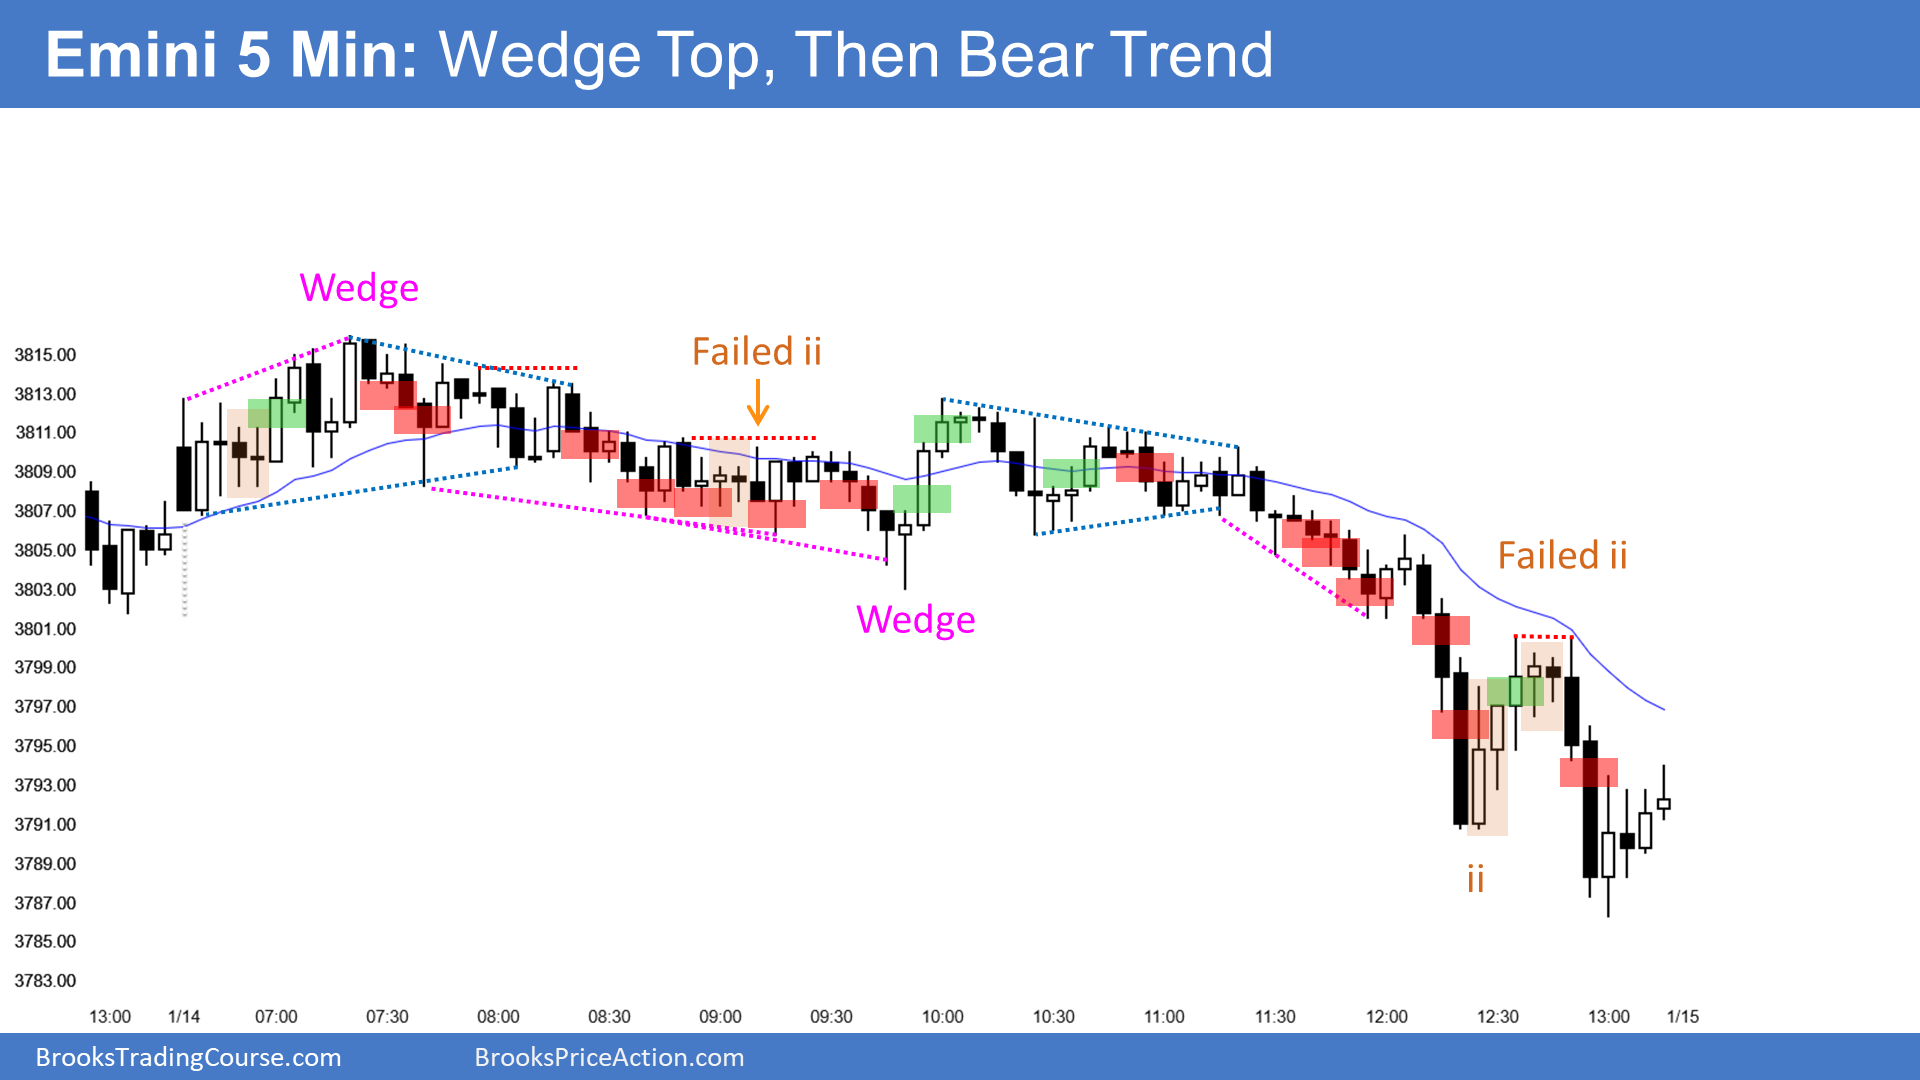 Emini 5 Min: Wedge Top, Then Bear Trend
Wedge
Failed ii
Wedge
Failed ii
ii
3815.00
3813.00
3811.00
3809.00
3807.00
3805.00
3803.00
3801.00
3799.00
3797.00
3795.00
3793.00
3791.00
3789.00
3787.00
3785.00
3783.00
13:00 1/14 07:00 07:30 08:00 08:30 09:00 09:30 10:00 10:30 11:00 11:30 12:00 12:30 13:00 1/15
BrooksTradingCourse.com BrooksPriceAction.com